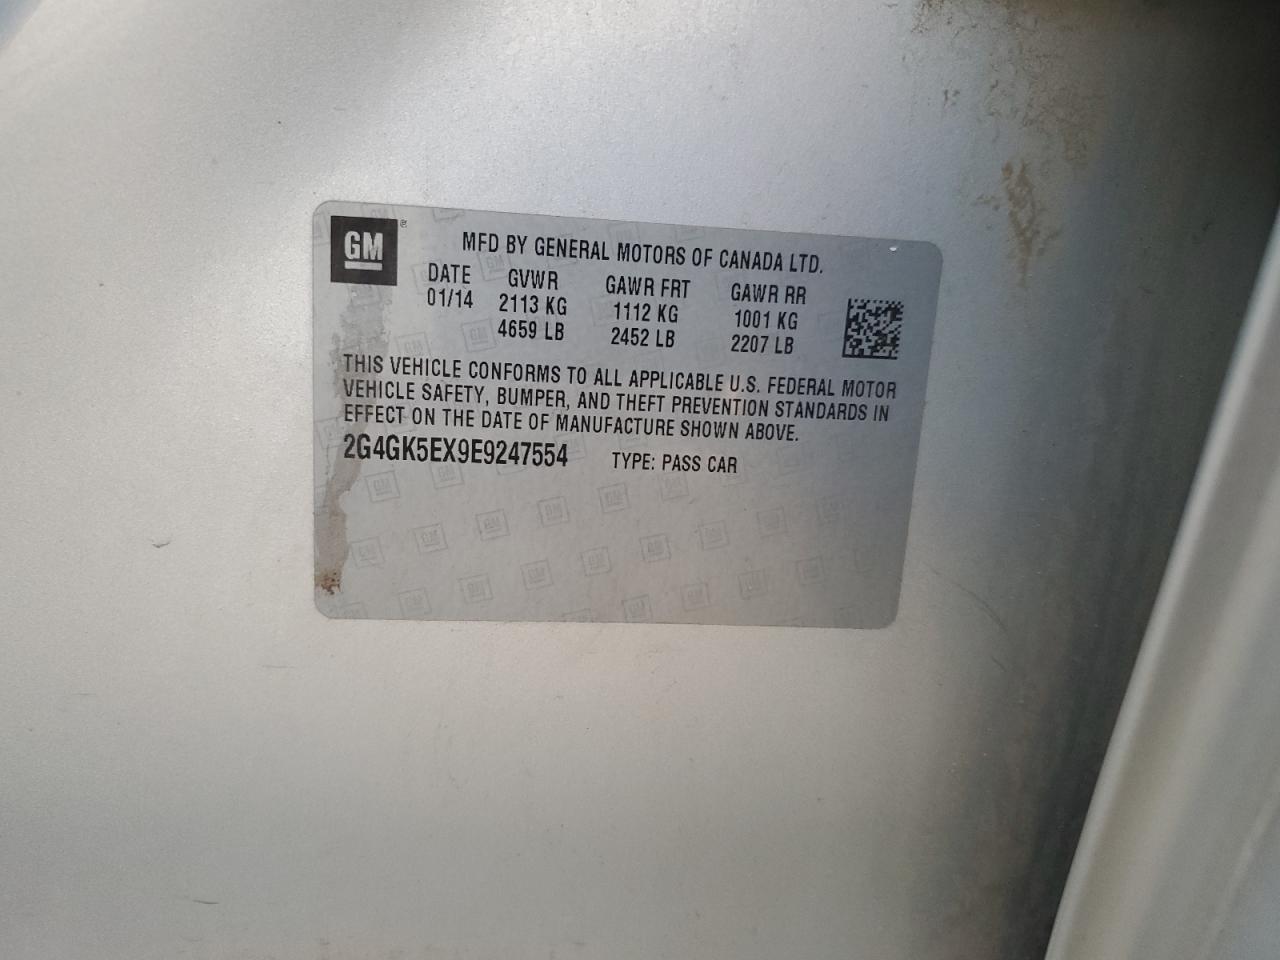 GM®
MFD BY GENERAL MOTORS OF CANADA LTD.
DATE GVWR GAWR FRT GAWR RR
01/14 2113 KG 1112 KG 1001 KG
4659 LB 2452 LB 2207 LB
THIS VEHICLE CONFORMS TO ALL APPLICABLE U.S. FEDERAL MOTOR
VEHICLE SAFETY, BUMPER, AND THEFT PREVENTION STANDARDS IN
EFFECT ON THE DATE OF MANUFACTURE SHOWN ABOVE.
2G4GK5EX9E9247554 TYPE: PASS CAR